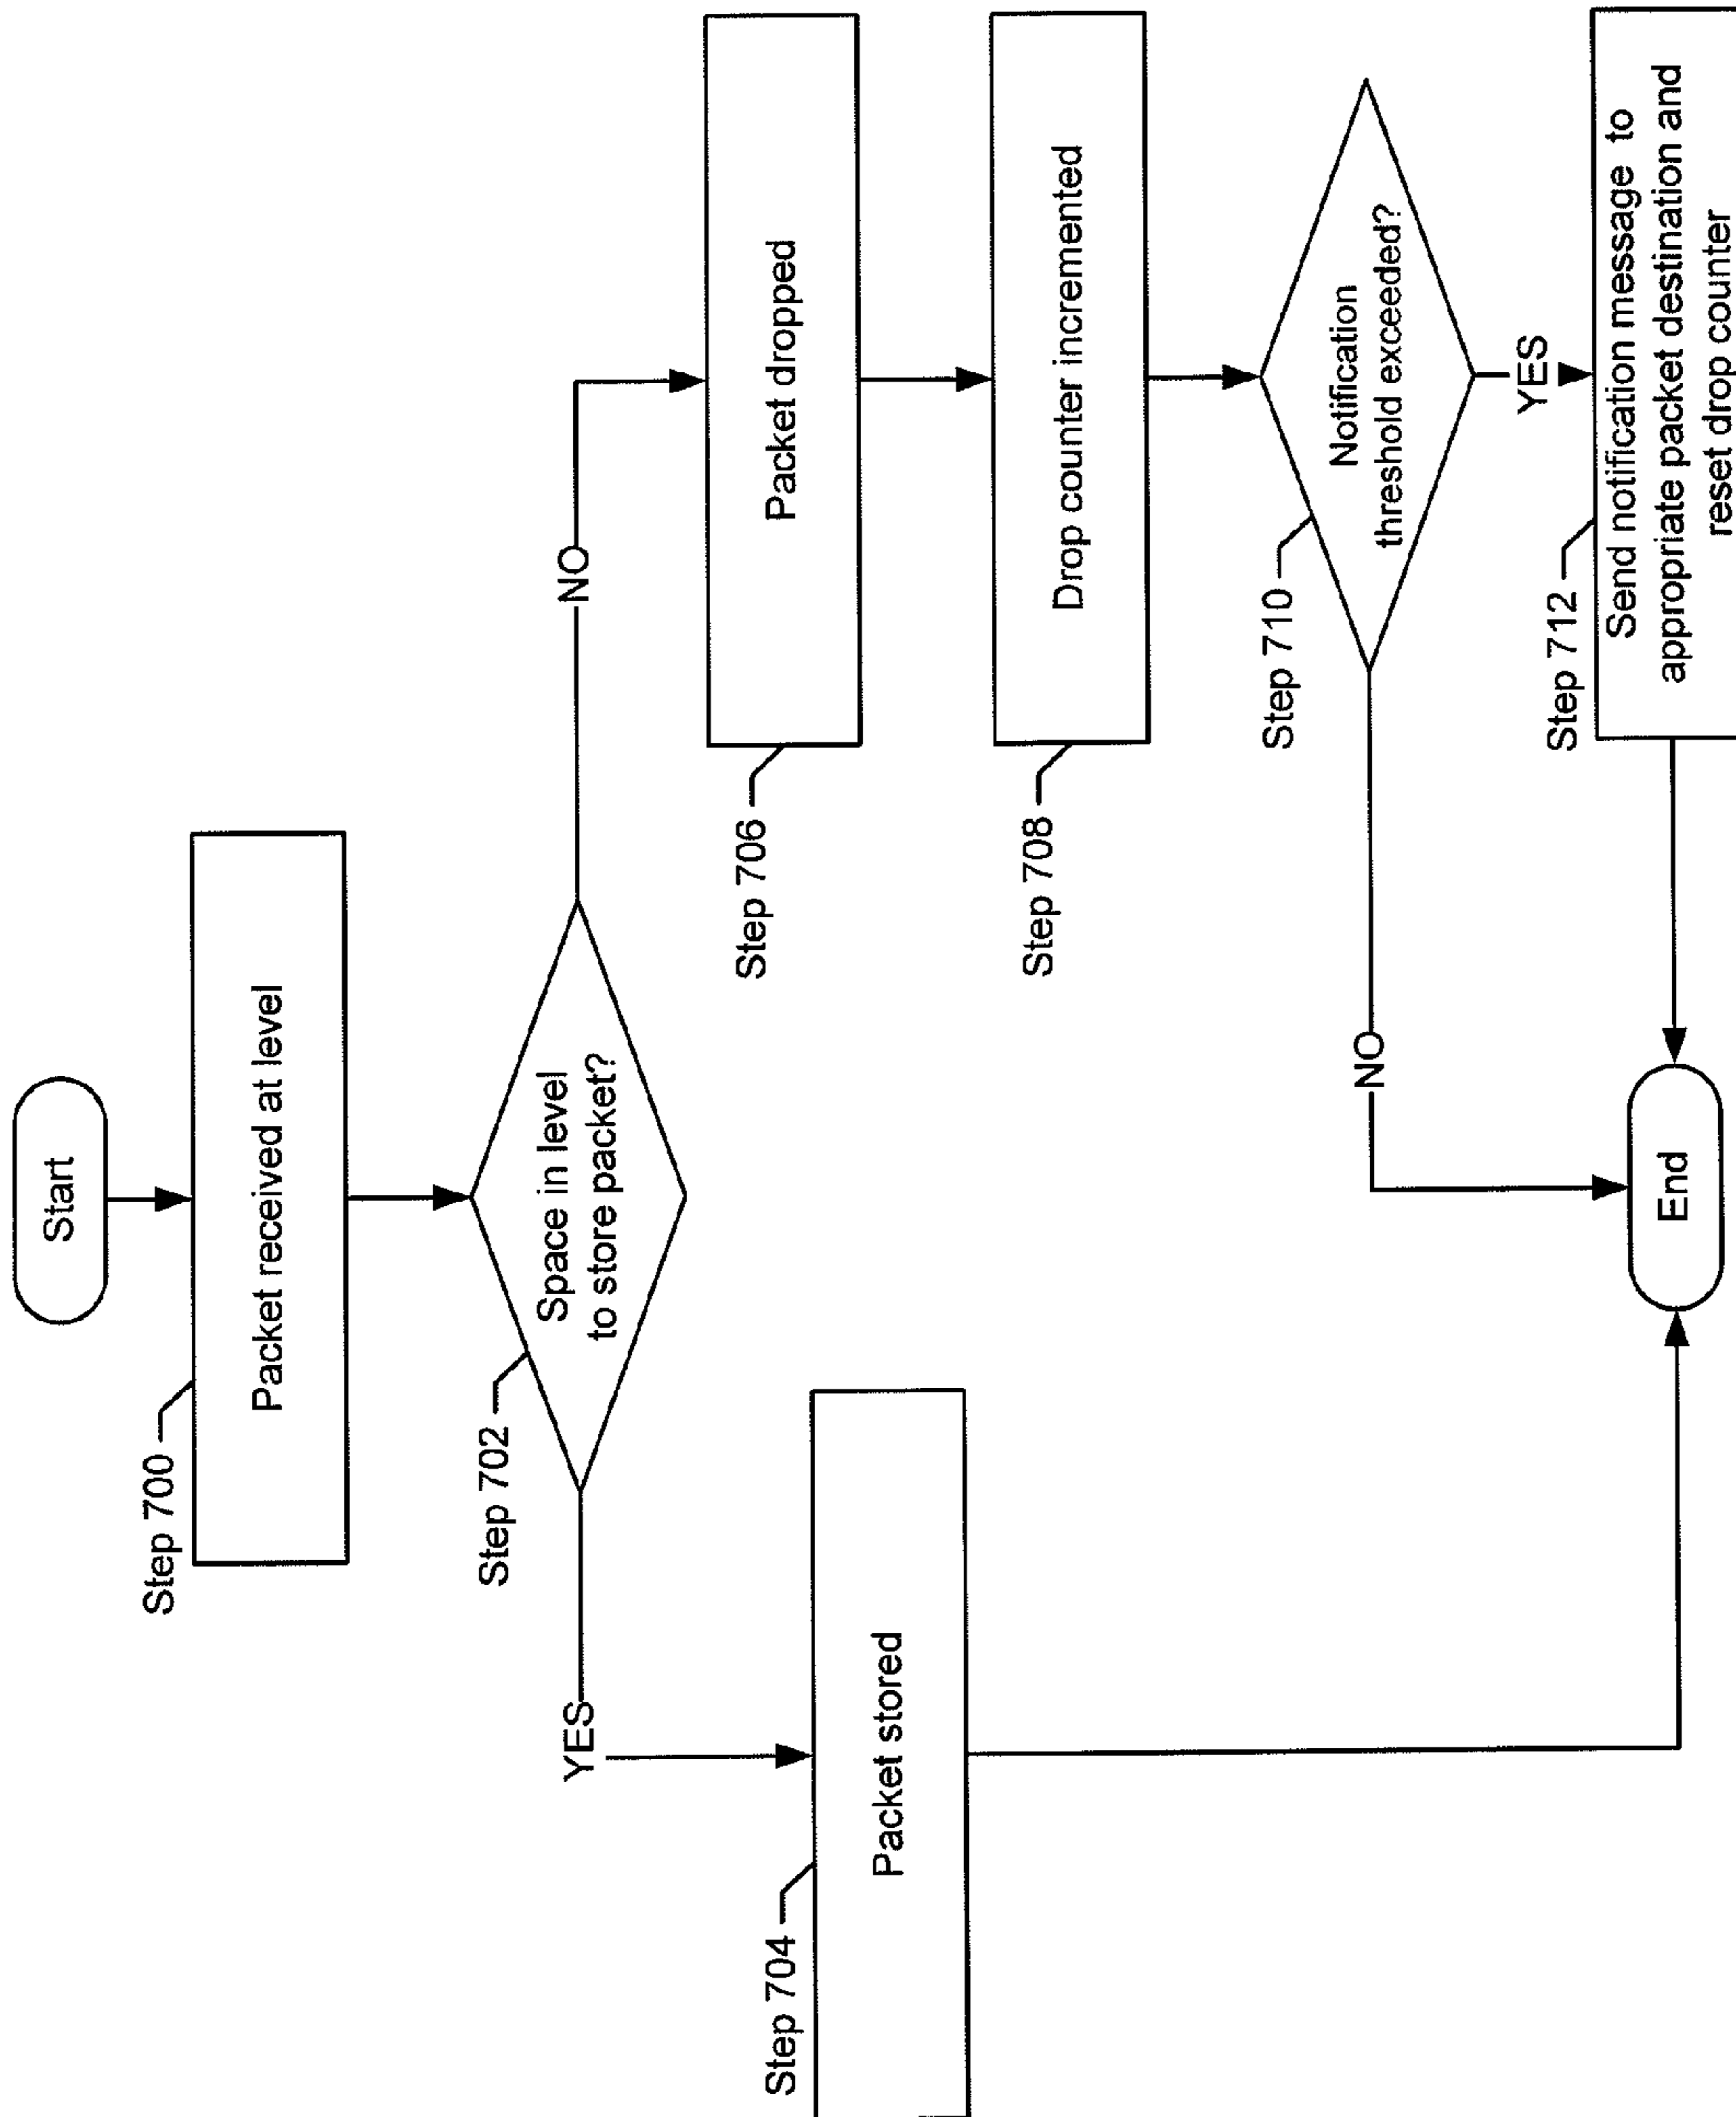 Start
Step 700
Packet received at level
Step 702
Space in level
to store packet?
YES
NO
Step 704
Packet stored
Step 706
Packet dropped
Step 708
Drop counter incremented
Step 710
Notification
threshold exceeded?
NO
YES
Step 712
Send notification message to
appropriate packet destination and
reset drop counter
End